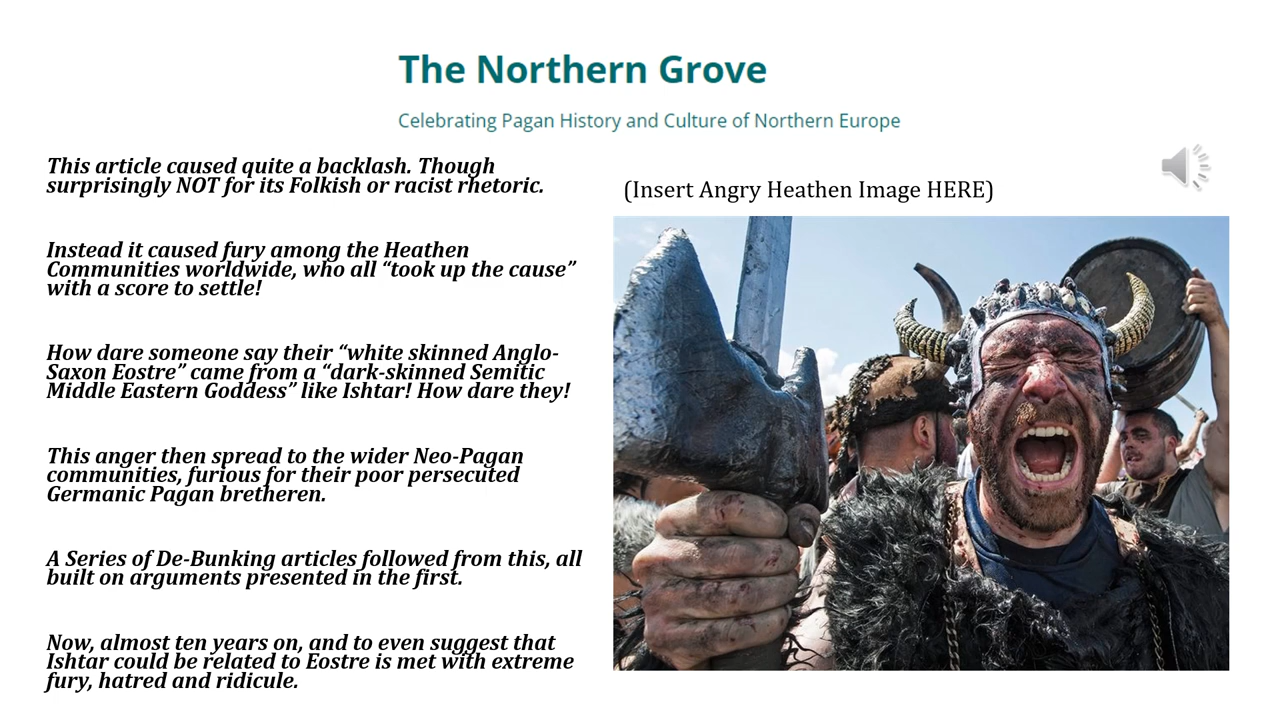 The Northern Grove
Celebrating Pagan History and Culture of Northern Europe
This article caused quite a backlash. Though
surprisingly NOT for its Folkish or racist rhetoric.
(Insert Angry Heathen Image HERE)
Instead it caused fury among the Heathen
Communities worldwide, who all “took up the cause”
with a score to settle!
How dare someone say their “white skinned Anglo-
Saxon Eostre” came from a “dark-skinned Semitic
Middle Eastern Goddess” like Ishtar! How dare they!
This anger then spread to the wider Neo-Pagan
communities, furious for their poor persecuted
Germanic Pagan bretheren.
A Series of De-Bunking articles followed from this, all
built on arguments presented in the first.
Now, almost ten years on, and to even suggest that
Ishtar could be related to Eostre is met with extreme
fury, hatred and ridicule.